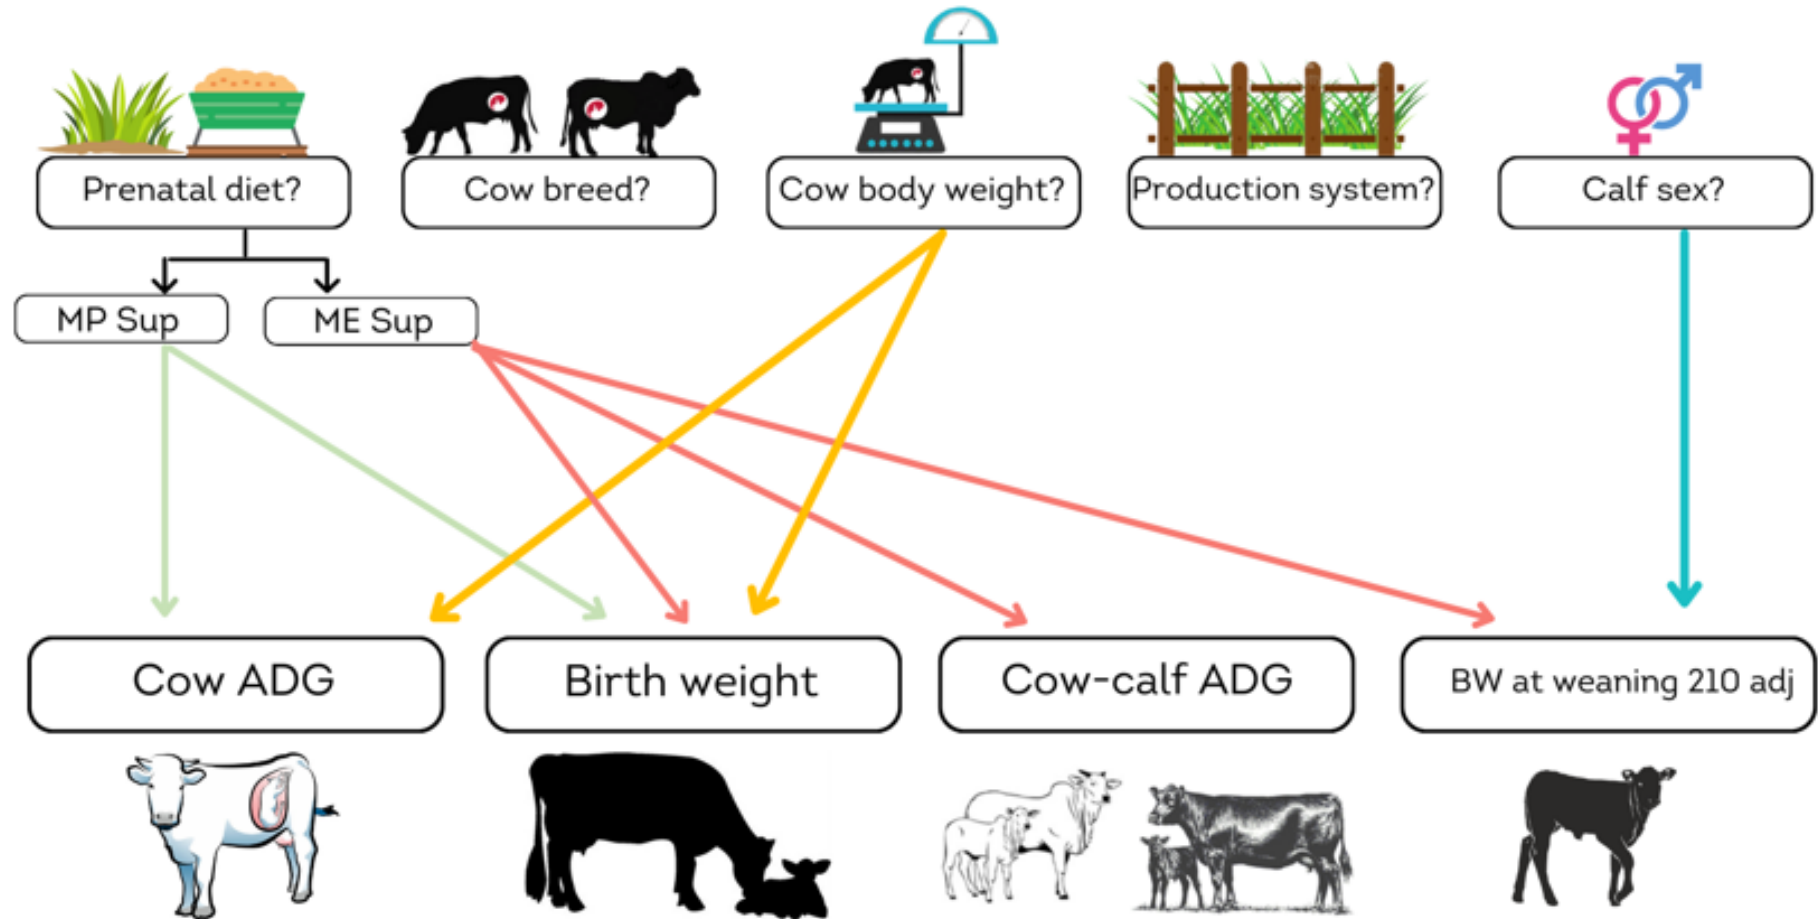 Prenatal diet?
Cow breed?
Cow body weight?
Production system?
Calf sex?
MP Sup
ME Sup
Cow ADG
Birth weight
Cow-calf ADG
BW at weaning 210 adj